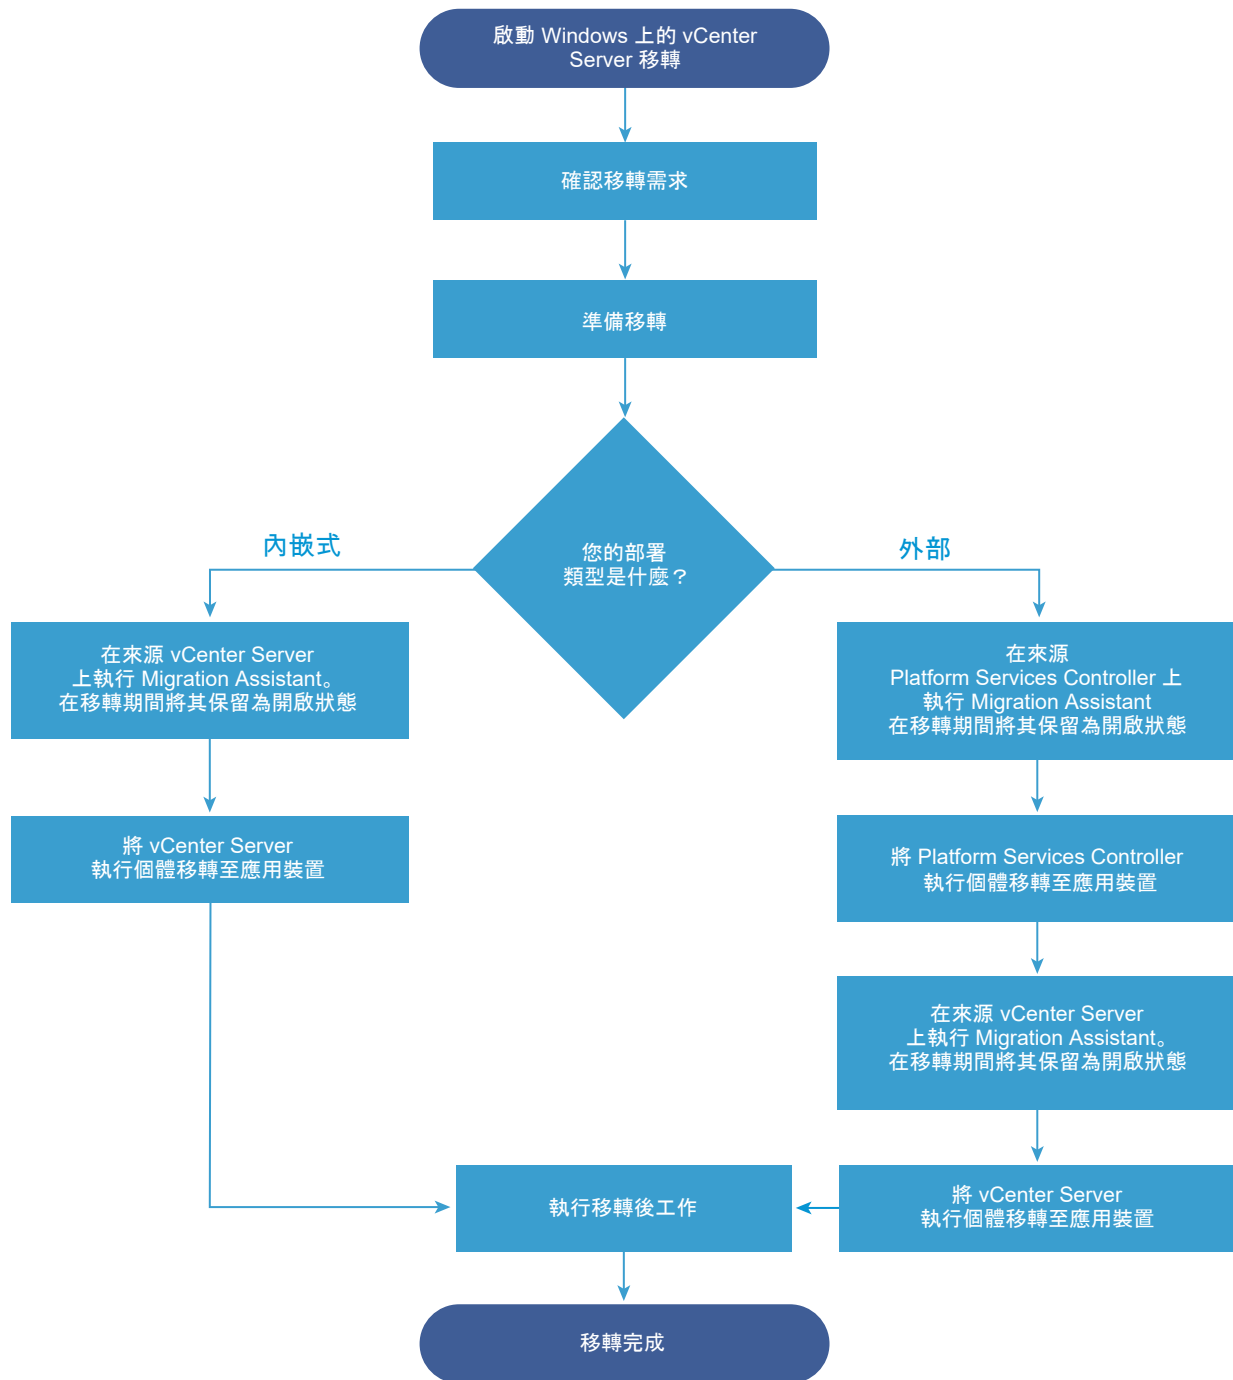 啟動 Windows 上的 vCenter
Server 移轉
確認移轉需求
準備移轉
您的部署
類型是什麼？
內嵌式
外部
在來源 vCenter Server
上執行 Migration Assistant。
在移轉期間將其保留為開啟狀態
將 vCenter Server
執行個體移轉至應用裝置
在來源
Platform Services Controller 上
執行 Migration Assistant
在移轉期間將其保留為開啟狀態
將 Platform Services Controller
執行個體移轉至應用裝置
在來源 vCenter Server
上執行 Migration Assistant。
在移轉期間將其保留為開啟狀態
將 vCenter Server
執行個體移轉至應用裝置
執行移轉後工作
移轉完成